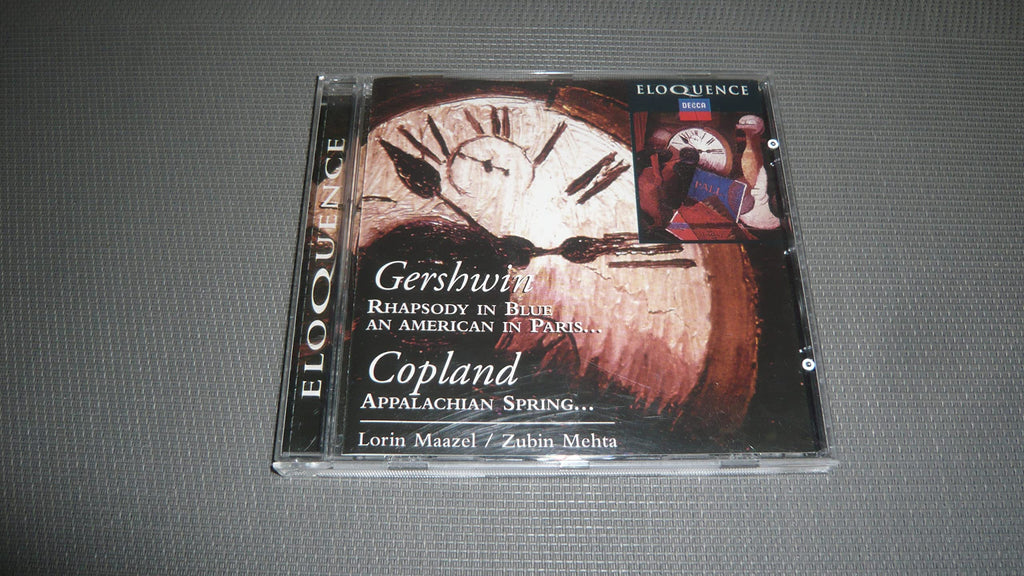 ELOQUENCE
ELOQUENCE
DECCA
Gershwin
RHAPSODY IN BLUE
AN AMERICAN IN PARIS...
Copland
APPALACHIAN SPRING...
Lorin Maazel / Zubin Mehta